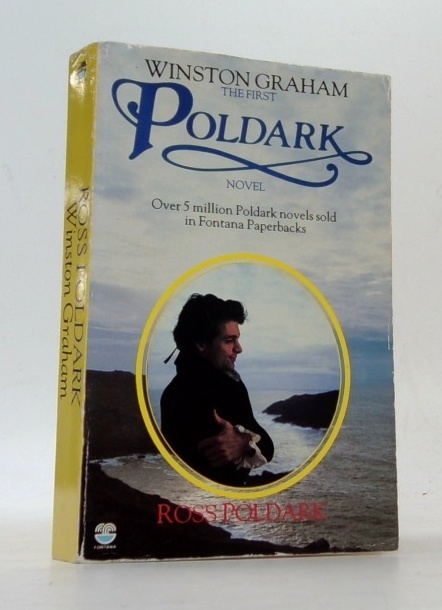 WINSTON GRAHAM
THE FIRST
POLDARK
NOVEL
Over 5 million Poldark novels sold
in Fontana Paperbacks
ROSS POLDARK
ROSS POLDARK
Winston Graham
FONTANA